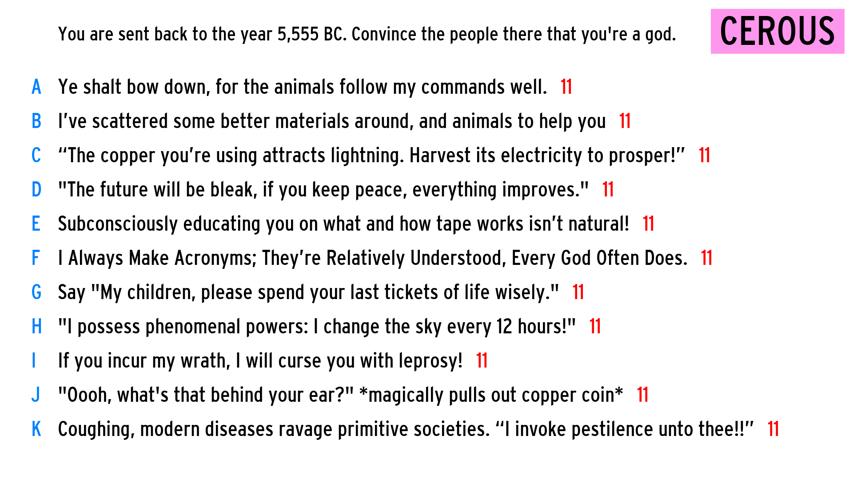 You are sent back to the year 5,555 BC. Convince the people there that you're a god.
CEROUS
A Ye shalt bow down, for the animals follow my commands well. 11
B I’ve scattered some better materials around, and animals to help you 11
C “The copper you’re using attracts lightning. Harvest its electricity to prosper!” 11
D "The future will be bleak, if you keep peace, everything improves." 11
E Subconsciously educating you on what and how tape works isn’t natural! 11
F I Always Make Acronyms; They’re Relatively Understood, Every God Often Does. 11
G Say "My children, please spend your last tickets of life wisely." 11
H "I possess phenomenal powers: I change the sky every 12 hours!" 11
I If you incur my wrath, I will curse you with leprosy! 11
J "Oooh, what's that behind your ear?" *magically pulls out copper coin* 11
K Coughing, modern diseases ravage primitive societies. “I invoke pestilence unto thee!!” 11